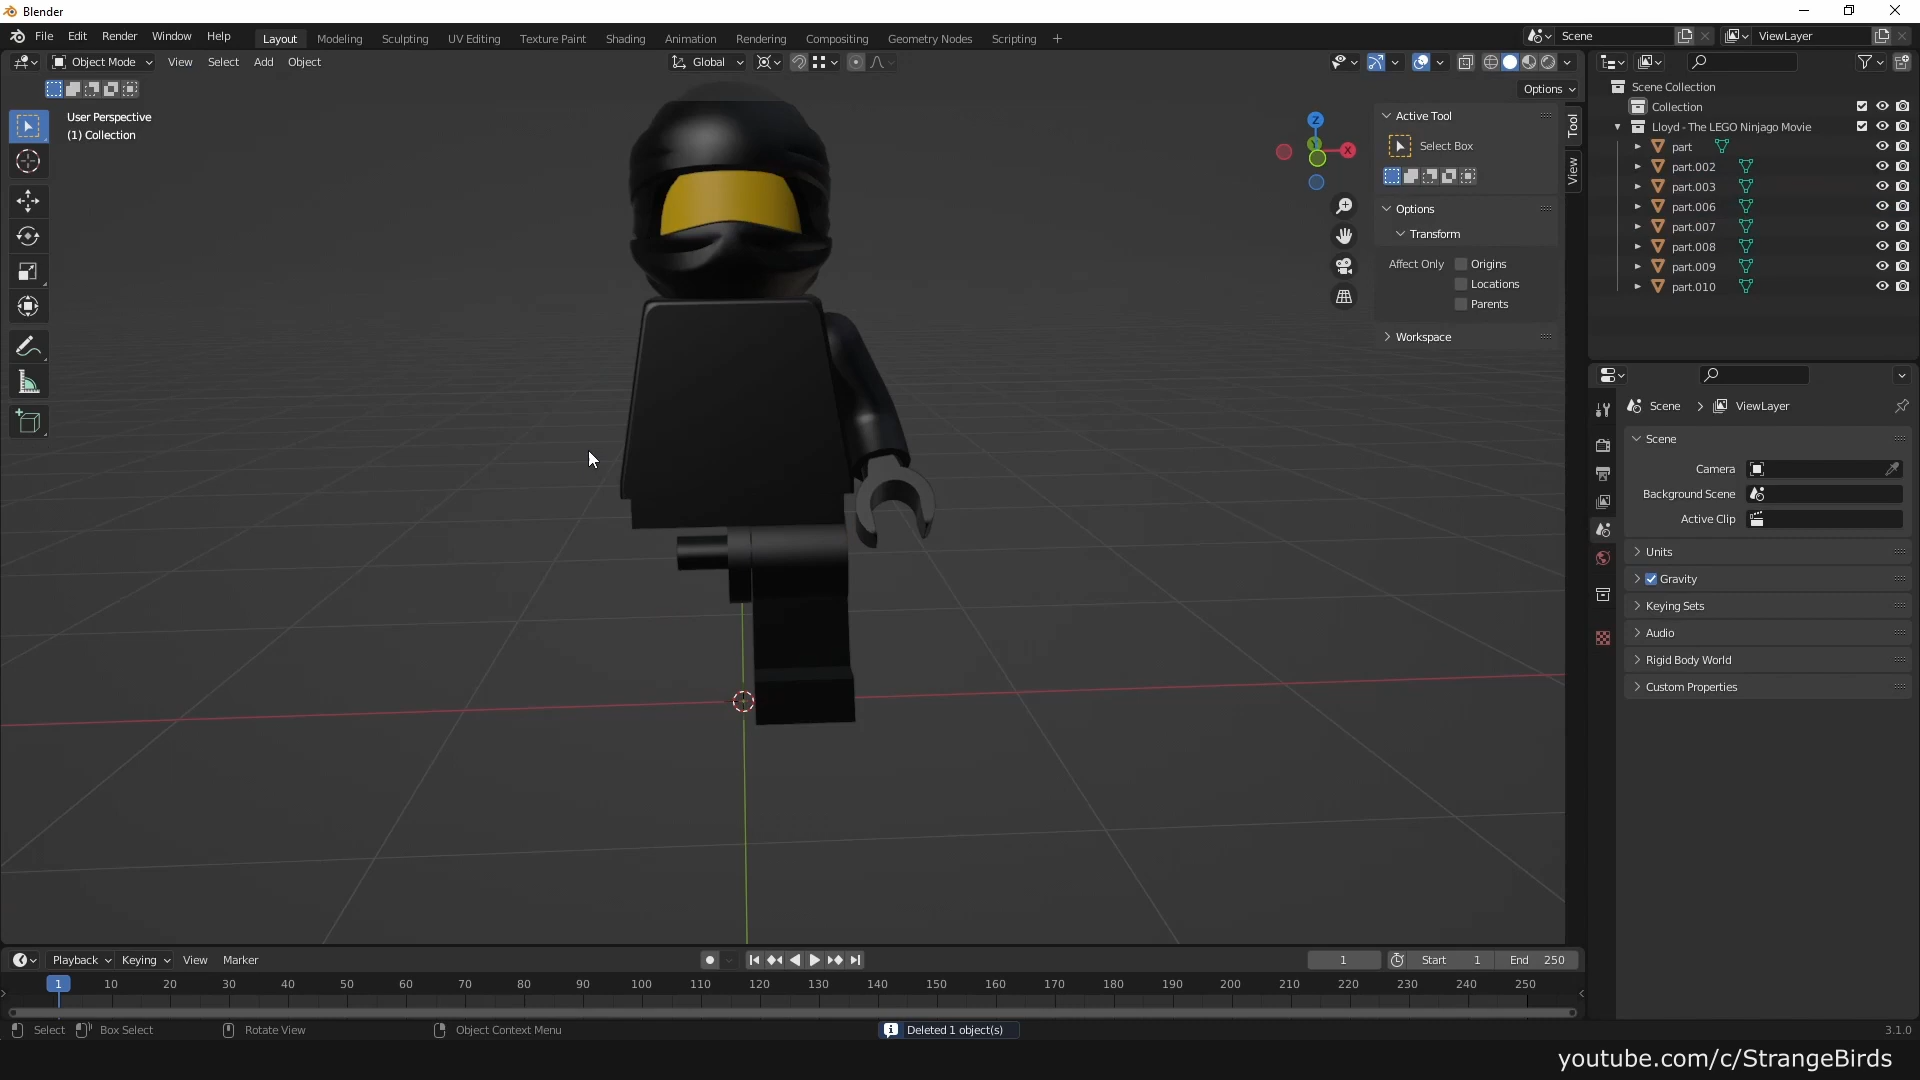 Blender
File Edit Render Window Help
Layout Modeling Sculpting UV Editing Texture Paint Shading Animation Rendering Compositing Geometry Nodes Scripting +
Scene
ViewLayer
Object Mode View Select Add Object
Global
Options
User Perspective
(1) Collection
Z
Y
X
Active Tool
Select Box
Options
Transform
Affect Only Origins
Locations
Parents
Workspace
Tool
View
Scene Collection
Collection
Lloyd - The LEGO Ninjago Movie
part
part.002
part.003
part.006
part.007
part.008
part.009
part.010
Scene > ViewLayer
Scene
Camera
Background Scene
Active Clip
Units
Gravity
Keying Sets
Audio
Rigid Body World
Custom Properties
Playback Keying View Marker
1
Start 1
End 250
1 10 20 30 40 50 60 70 80 90 100 110 120 130 140 150 160 170 180 190 200 210 220 230 240 250
Select Box Select Rotate View Object Context Menu
Deleted 1 object(s)
3.1.0
youtube.com/c/StrangeBirds